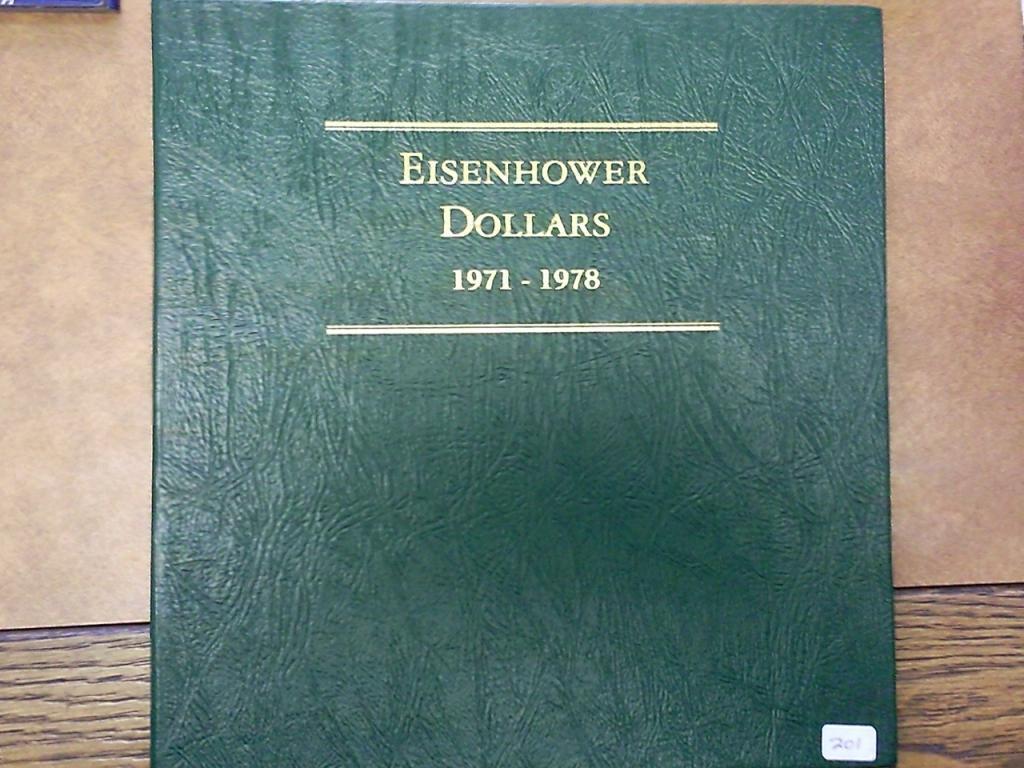 EISENHOWER
DOLLARS
1971 - 1978
201